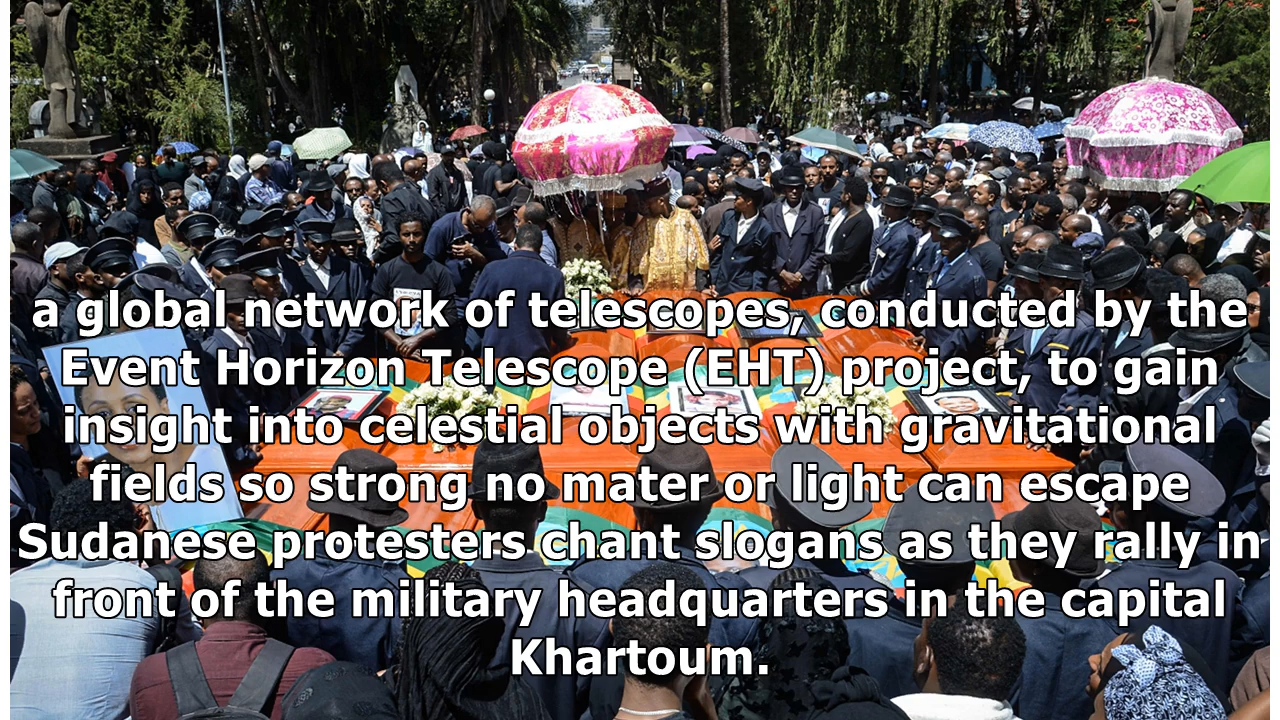 a global network of telescopes, conducted by the
Event Horizon Telescope (EHT) project, to gain
insight into celestial objects with gravitational
fields so strong no mater or light can escape
Sudanese protesters chant slogans as they rally in
front of the military headquarters in the capital
Khartoum.